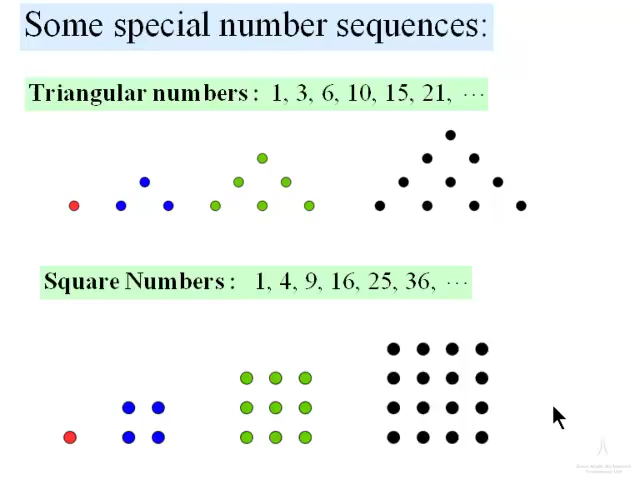 Some special number sequences:
Triangular numbers : 1, 3, 6, 10, 15, 21, ⋯
Square Numbers : 1, 4, 9, 16, 25, 36, ⋯